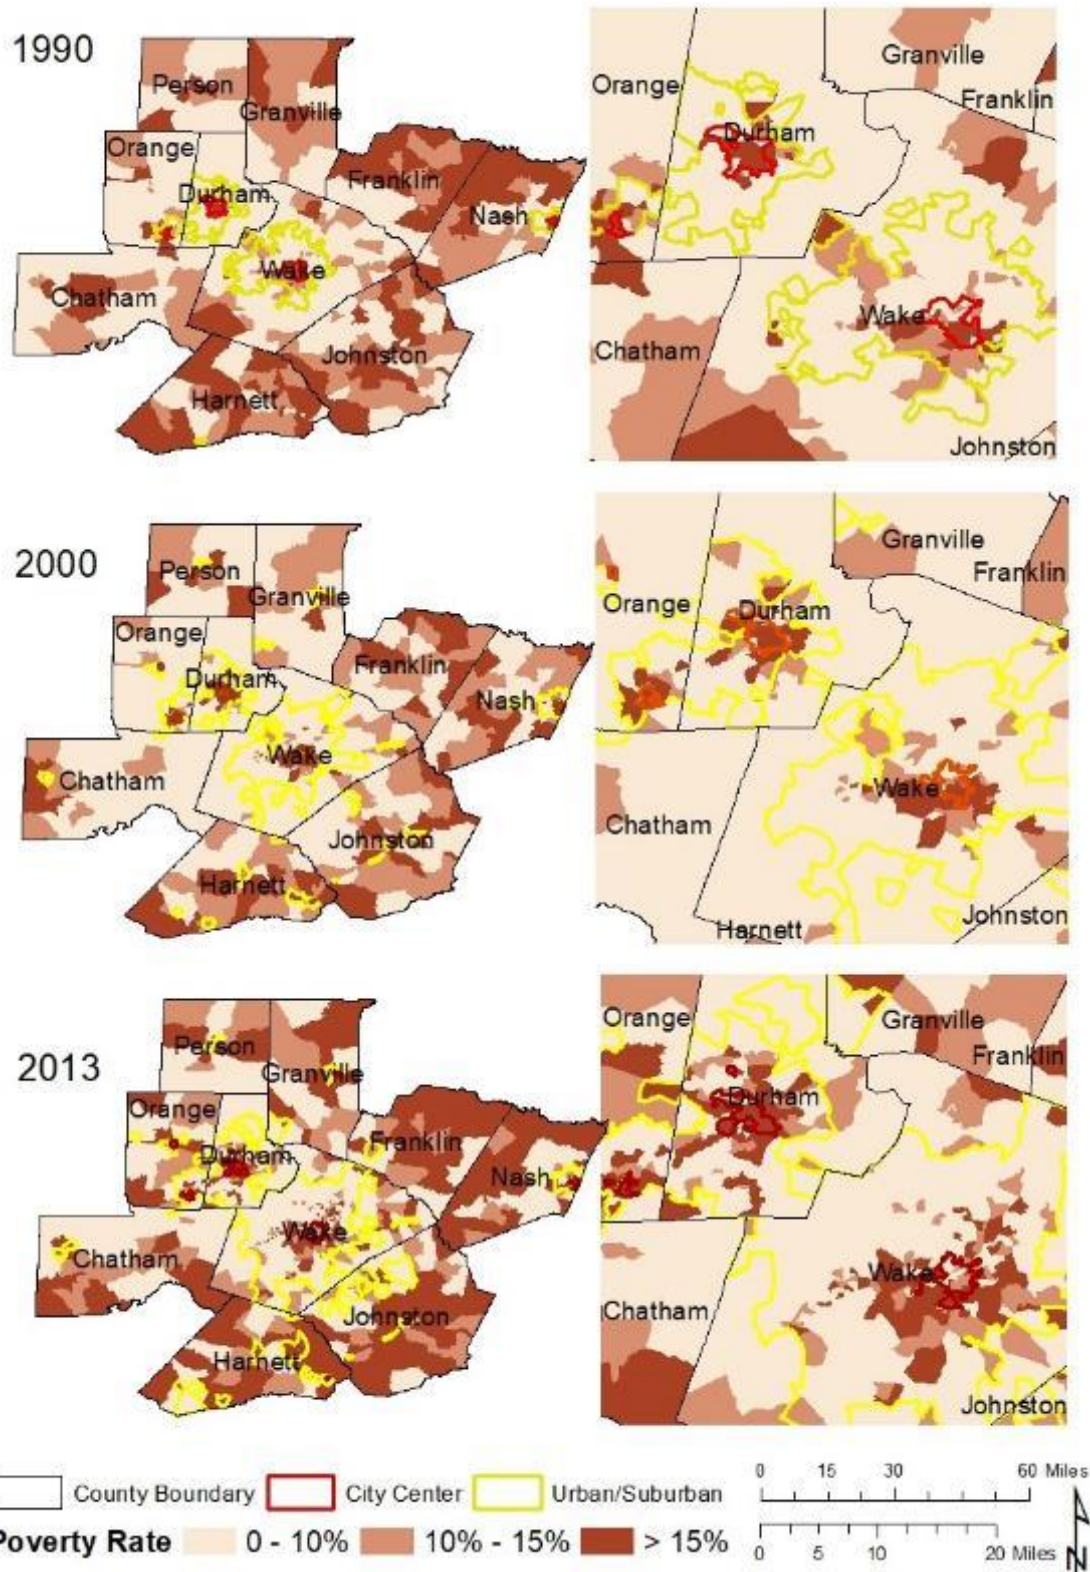 1990
Person
Granville
Orange
Durham
Franklin
Nash
Wake
Chatham
Johnston
Harnett
Granville
Orange
Franklin
Durham
Wake
Chatham
Johnston
2000
Person
Granville
Orange
Durham
Franklin
Nash
Wake
Chatham
Johnston
Harnett
Granville
Franklin
Orange
Durham
Wake
Chatham
Johnston
Harnett
2013
Person
Granville
Orange
Durham
Franklin
Nash
Wake
Chatham
Johnston
Harnett
Orange
Granville
Franklin
Durham
Wake
Chatham
Johnston
County Boundary City Center Urban/Suburban
0 15 30 60 Miles
Poverty Rate 0 - 10% 10% - 15% > 15%
0 5 10 20 Miles
N